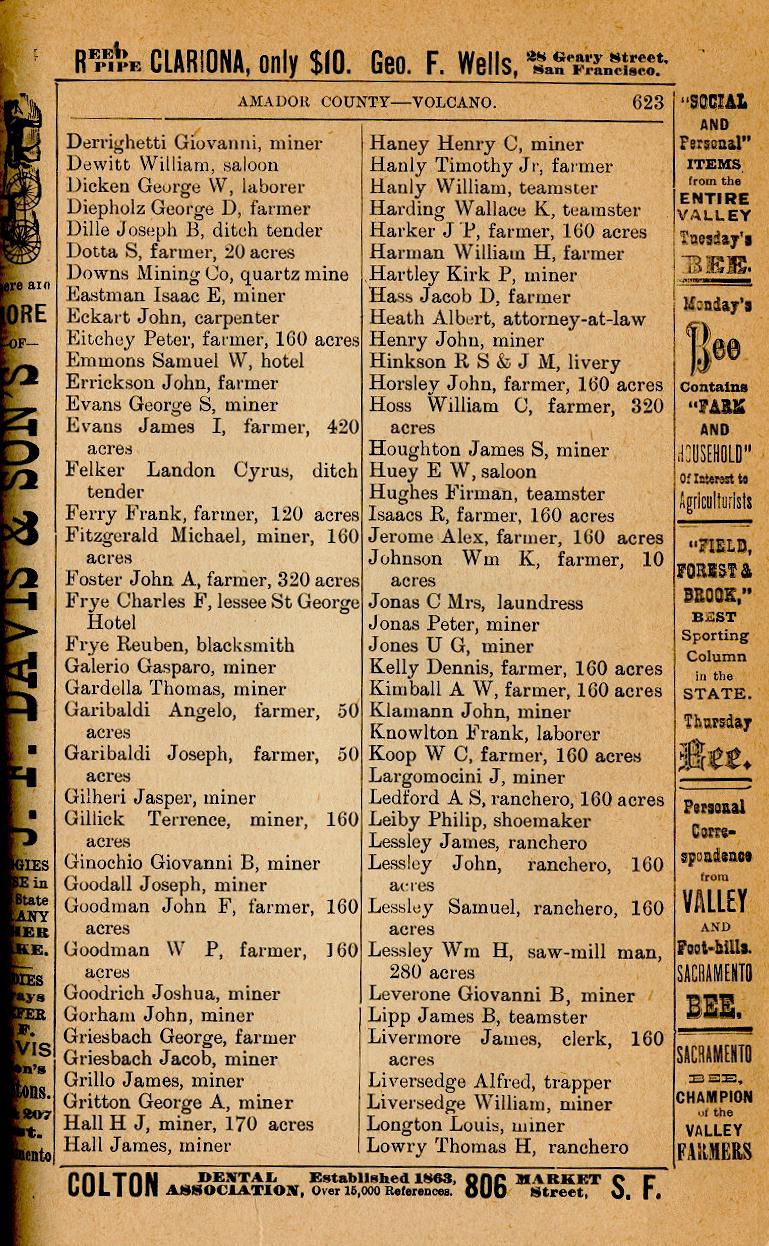 REED PIPE CLARIONA, only $10. Geo. F. Wells, 28 Geary Street, San Francisco.
AMADOR COUNTY—VOLCANO. 623
Derrighetti Giovanni, miner
Dewitt William, saloon
Dicken George W, laborer
Diepholz George D, farmer
Dille Joseph B, ditch tender
Dotta S, farmer, 20 acres
Downs Mining Co, quartz mine
Eastman Isaac E, miner
Eckart John, carpenter
Eitchey Peter, farmer, 160 acres
Emmons Samuel W, hotel
Errickson John, farmer
Evans George S, miner
Evans James I, farmer, 420
acres
Felker Landon Cyrus, ditch
tender
Ferry Frank, farmer, 120 acres
Fitzgerald Michael, miner, 160
acres
Foster John A, farmer, 320 acres
Frye Charles F, lessee St George
Hotel
Frye Reuben, blacksmith
Galerio Gasparo, miner
Gardella Thomas, miner
Garibaldi Angelo, farmer, 50
acres
Garibaldi Joseph, farmer, 50
acres
Gilheri Jasper, miner
Gillick Terrence, miner, 160
acres
Ginochio Giovanni B, miner
Goodall Joseph, miner
Goodman John F, farmer, 160
acres
Goodman W P, farmer, 160
acres
Goodrich Joshua, miner
Gorham John, miner
Griesbach George, farmer
Griesbach Jacob, miner
Grillo James, miner
Gritton George A, miner
Hall H J, miner, 170 acres
Hall James, miner
Haney Henry C, miner
Hanly Timothy Jr, farmer
Hanly William, teamster
Harding Wallace K, teamster
Harker J P, farmer, 160 acres
Harman William H, farmer
Hartley Kirk P, miner
Hass Jacob D, farmer
Heath Albert, attorney-at-law
Henry John, miner
Hinkson R S & J M, livery
Horsley John, farmer, 160 acres
Hoss William C, farmer, 320
acres
Houghton James S, miner
Huey E W, saloon
Hughes Firman, teamster
Isaacs R, farmer, 160 acres
Jerome Alex, farmer, 160 acres
Johnson Wm K, farmer, 10
acres
Jonas C Mrs, laundress
Jonas Peter, miner
Jones U G, miner
Kelly Dennis, farmer, 160 acres
Kimball A W, farmer, 160 acres
Klamann John, miner
Knowlton Frank, laborer
Koop W C, farmer, 160 acres
Largomocini J, miner
Ledford A S, ranchero, 160 acres
Leiby Philip, shoemaker
Lessley James, ranchero
Lessley John, ranchero, 160
acres
Lessley Samuel, ranchero, 160
acres
Lessley Wm H, saw-mill man,
280 acres
Leverone Giovanni B, miner
Lipp James B, teamster
Livermore James, clerk, 160
acres
Liversedge Alfred, trapper
Liversedge William, miner
Longton Louis, miner
Lowry Thomas H, ranchero
"SOCIAL
AND
Personal"
ITEMS
from the
ENTIRE
VALLEY
Tuesday's
BEE.
Monday's
Bee
Contains
"FARM
AND
HOUSEHOLD"
Of Interest to
Agriculturists
"FIELD,
FOREST &
BROOK,"
BEST
Sporting
Column
in the
STATE.
Thursday
Bee.
Personal
Corre-
spondence
from
VALLEY
AND
Foot-hills.
SACRAMENTO
BEE.
SACRAMENTO
BEE,
CHAMPION
of the
VALLEY
FARMERS
ORE
—OF—
J. F. DAVIS & SON'S
SE in
State
COLTON DENTAL ASSOCIATION, Established 1863, Over 15,000 References. 806 MARKET Street, S. F.